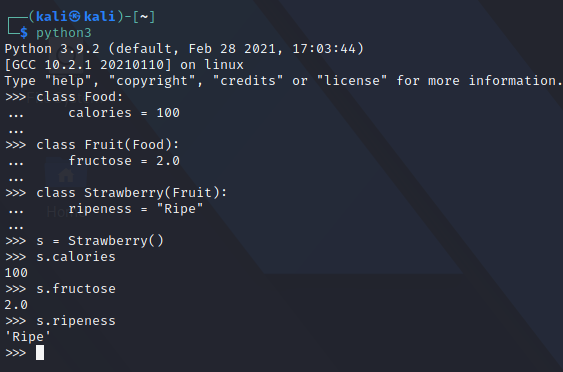 ┌──(kali㉿kali)-[~]
└─$ python3
Python 3.9.2 (default, Feb 28 2021, 17:03:44)
[GCC 10.2.1 20210110] on linux
Type "help", "copyright", "credits" or "license" for more information.
>>> class Food:
...     calories = 100
...
>>> class Fruit(Food):
...     fructose = 2.0
...
>>> class Strawberry(Fruit):
...     ripeness = "Ripe"
...
>>> s = Strawberry()
>>> s.calories
100
>>> s.fructose
2.0
>>> s.ripeness
'Ripe'
>>>